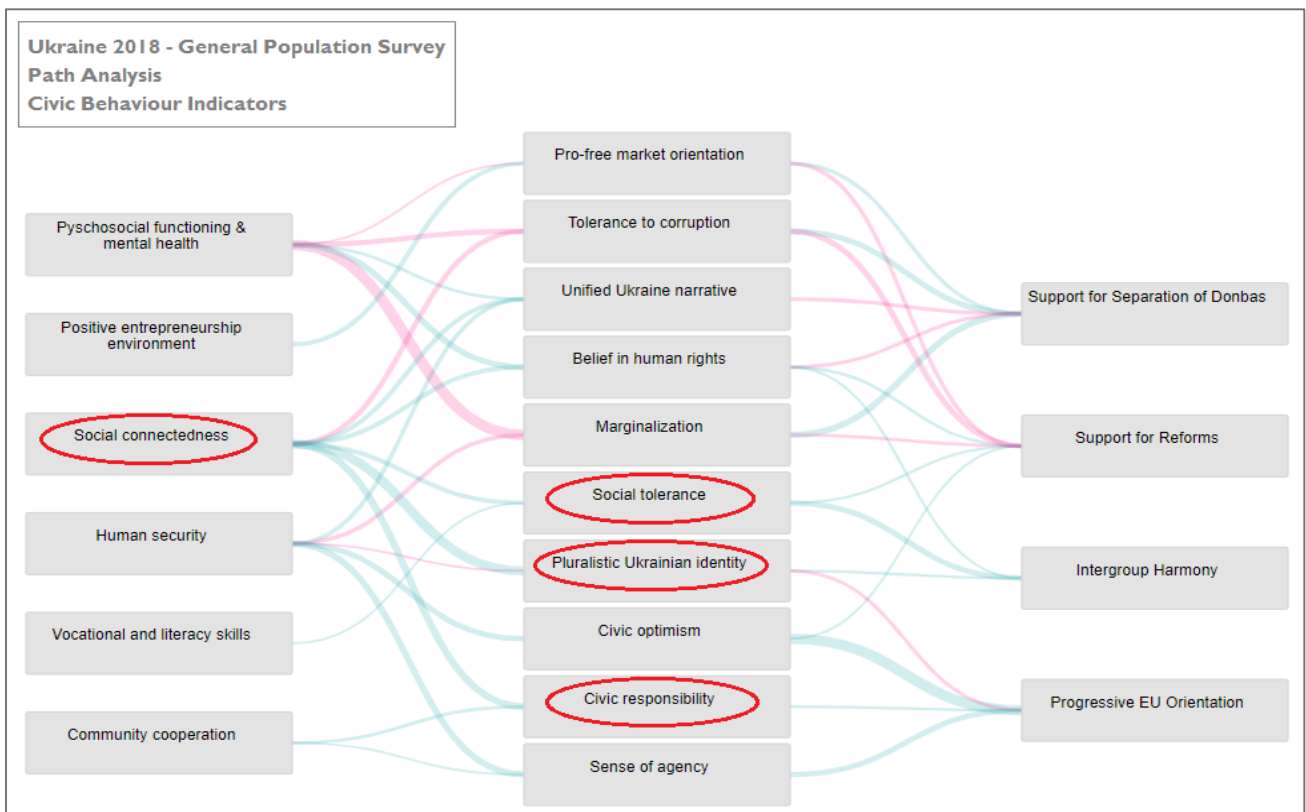 Ukraine 2018 - General Population Survey
Path Analysis
Civic Behaviour Indicators
Pyschosocial functioning &
mental health
Positive entrepreneurship
environment
Social connectedness
Human security
Vocational and literacy skills
Community cooperation
Pro-free market orientation
Tolerance to corruption
Unified Ukraine narrative
Belief in human rights
Marginalization
Social tolerance
Pluralistic Ukrainian identity
Civic optimism
Civic responsibility
Sense of agency
Support for Separation of Donbas
Support for Reforms
Intergroup Harmony
Progressive EU Orientation